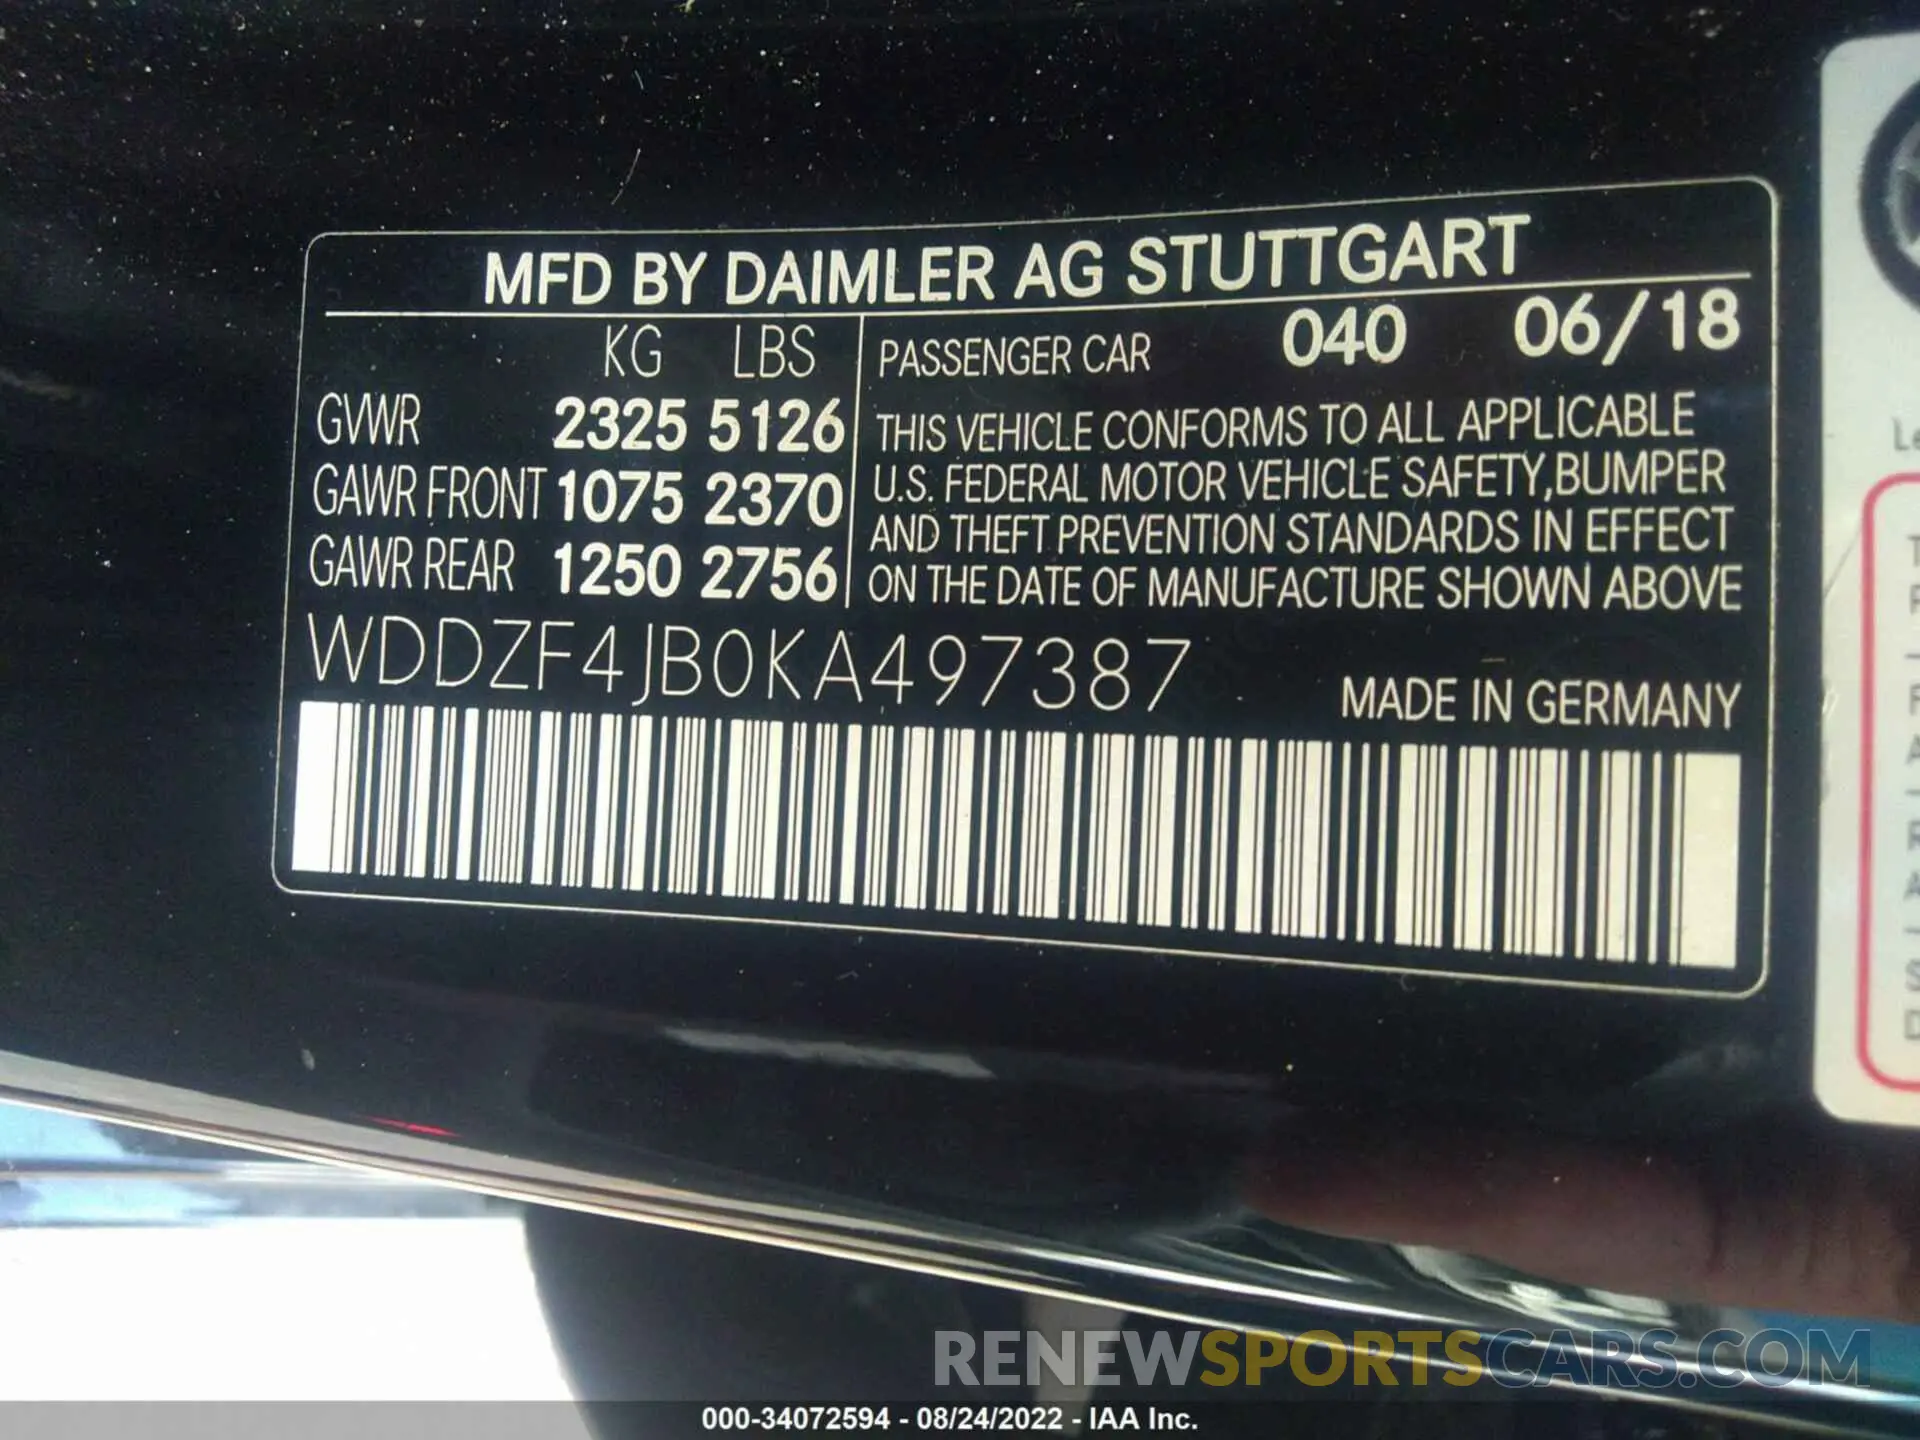 MFD BY DAIMLER AG STUTTGART
KG LBS
GVWR 2325 5126
GAWR FRONT 1075 2370
GAWR REAR 1250 2756
PASSENGER CAR 040 06/18
THIS VEHICLE CONFORMS TO ALL APPLICABLE
U.S. FEDERAL MOTOR VEHICLE SAFETY, BUMPER
AND THEFT PREVENTION STANDARDS IN EFFECT
ON THE DATE OF MANUFACTURE SHOWN ABOVE
WDDZF4JB0KA497387
MADE IN GERMANY
RENEWSPORTSCARS.COM
000-34072594 - 08/24/2022 - IAA Inc.